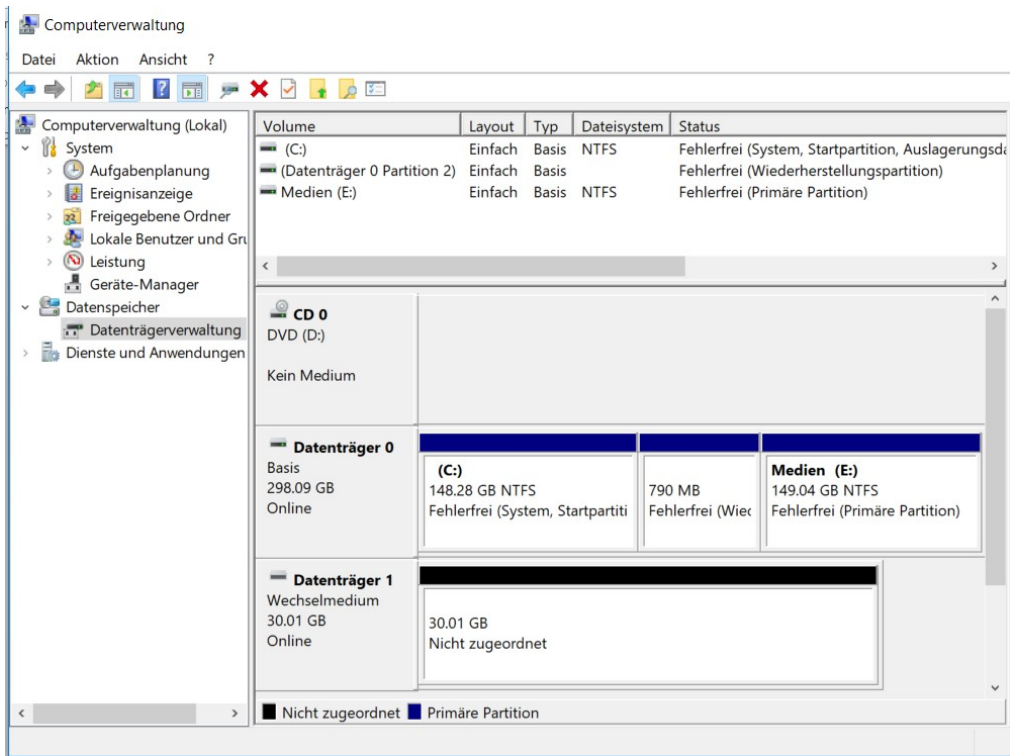 Computerverwaltung
Datei Aktion Ansicht ?
Computerverwaltung (Lokal)
System
Aufgabenplanung
Ereignisanzeige
Freigegebene Ordner
Lokale Benutzer und Gru
Leistung
Geräte-Manager
Datenspeicher
Datenträgerverwaltung
Dienste und Anwendungen
Volume Layout Typ Dateisystem Status
(C:) Einfach Basis NTFS Fehlerfrei (System, Startpartition, Auslagerungsda
(Datenträger 0 Partition 2) Einfach Basis Fehlerfrei (Wiederherstellungspartition)
Medien (E:) Einfach Basis NTFS Fehlerfrei (Primäre Partition)
CD 0
DVD (D:)
Kein Medium
Datenträger 0
Basis
298.09 GB
Online
(C:)
148.28 GB NTFS
Fehlerfrei (System, Startpartiti
790 MB
Fehlerfrei (Wied
Medien (E:)
149.04 GB NTFS
Fehlerfrei (Primäre Partition)
Datenträger 1
Wechselmedium
30.01 GB
Online
30.01 GB
Nicht zugeordnet
Nicht zugeordnet Primäre Partition